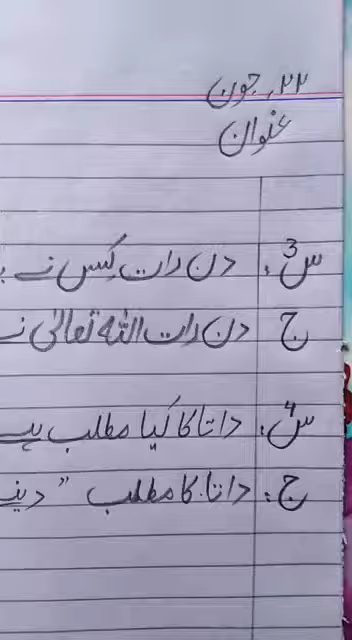 ۲۲، جون
عنوان
س3: دن رات کس نے
ج دن رات اللہ تعالیٰ نے
س4: داتا کا کیا مطلب ہے
ج: داتا کا مطلب "